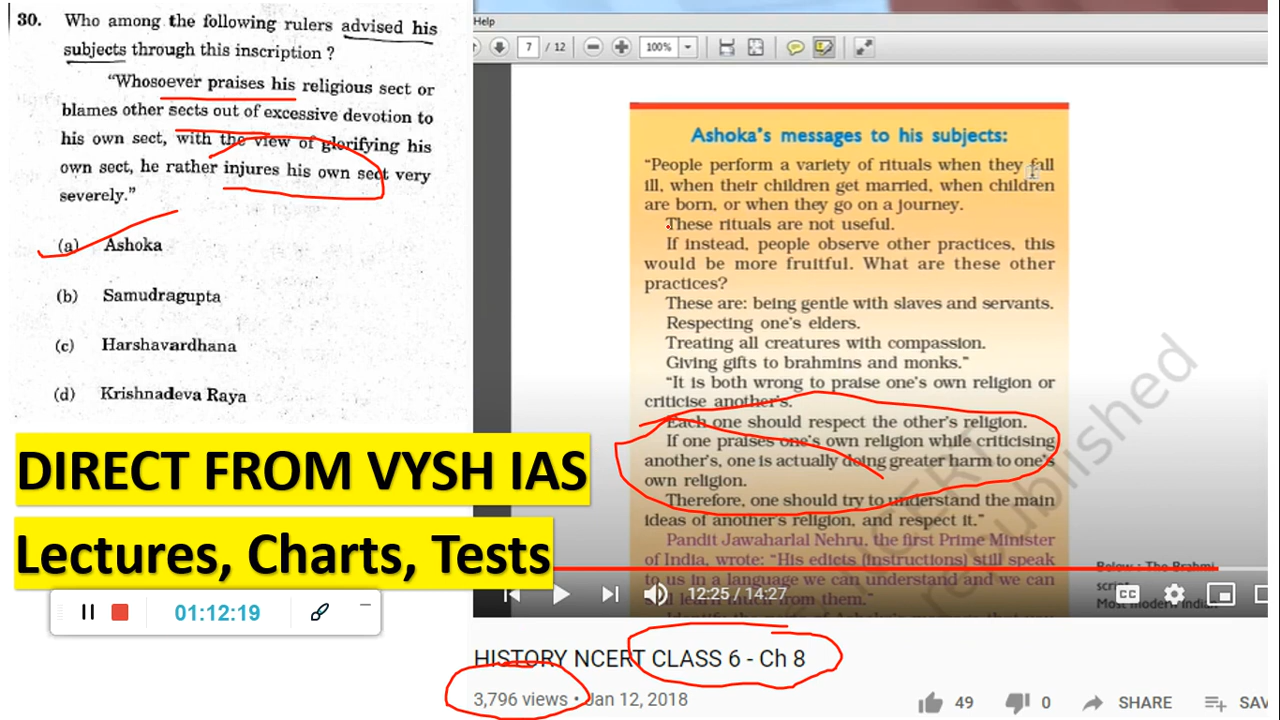 30. Who among the following rulers advised his
subjects through this inscription ?
"Whosoever praises his religious sect or
blames other sects out of excessive devotion to
his own sect, with the view of glorifying his
own sect, he rather injures his own sect very
severely."
(a) Ashoka
(b) Samudragupta
(c) Harshavardhana
(d) Krishnadeva Raya
DIRECT FROM VYSH IAS
Lectures, Charts, Tests
01:12:19
Help
7 / 12
100%
Ashoka's messages to his subjects:
"People perform a variety of rituals when they fall
ill, when their children get married, when children
are born, or when they go on a journey.
These rituals are not useful.
If instead, people observe other practices, this
would be more fruitful. What are these other
practices?
These are: being gentle with slaves and servants.
Respecting one's elders.
Treating all creatures with compassion.
Giving gifts to brahmins and monks."
"It is both wrong to praise one's own religion or
criticise another's.
Each one should respect the other's religion.
If one praises one's own religion while criticising
another's, one is actually doing greater harm to one's
own religion.
Therefore, one should try to understand the main
ideas of another's religion, and respect it."
Pandit Jawaharlal Nehru, the first Prime Minister
of India, wrote: "His edicts (instructions) still speak
to us in a language we can understand and we can
still learn much from them."
Below : The Brahmi
script.
Most modern Indian
NCERT
published
12:25 / 14:27
CC
HISTORY NCERT CLASS 6 - Ch 8
3,796 views • Jan 12, 2018
49
0
SHARE
SAV